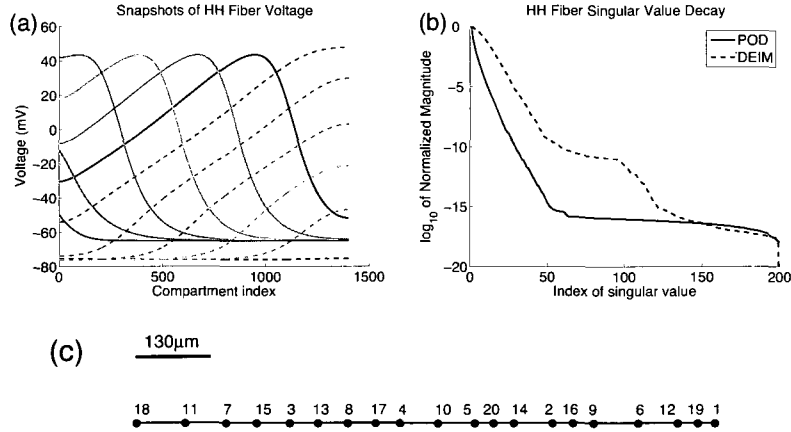 (a)
Snapshots of HH Fiber Voltage
60
40
20
0
−20
−40
−60
−80
Voltage (mV)
0 500 1000 1500
Compartment index
(b)
HH Fiber Singular Value Decay
POD
DEIM
0
−5
−10
−15
−20
log10 of Normalized Magnitude
0 50 100 150 200
Index of singular value
(c)
130μm
18 11 7 15 3 13 8 17 4 10 5 20 14 2 16 9 6 12 19 1